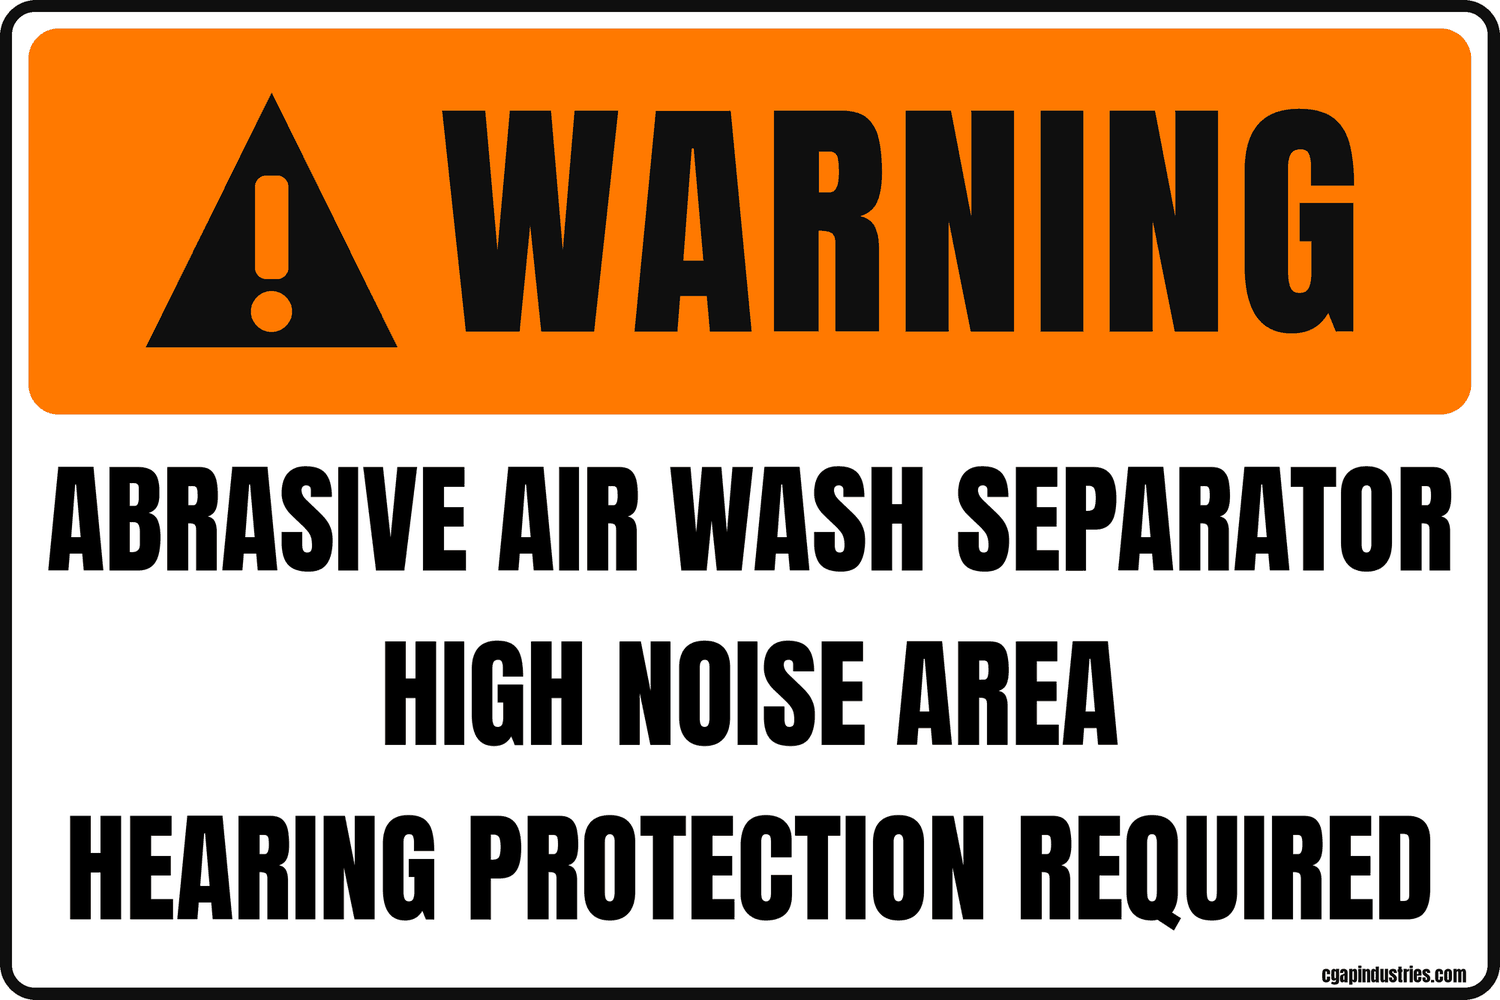 WARNING
ABRASIVE AIR WASH SEPARATOR
HIGH NOISE AREA
HEARING PROTECTION REQUIRED
cgapindustries.com